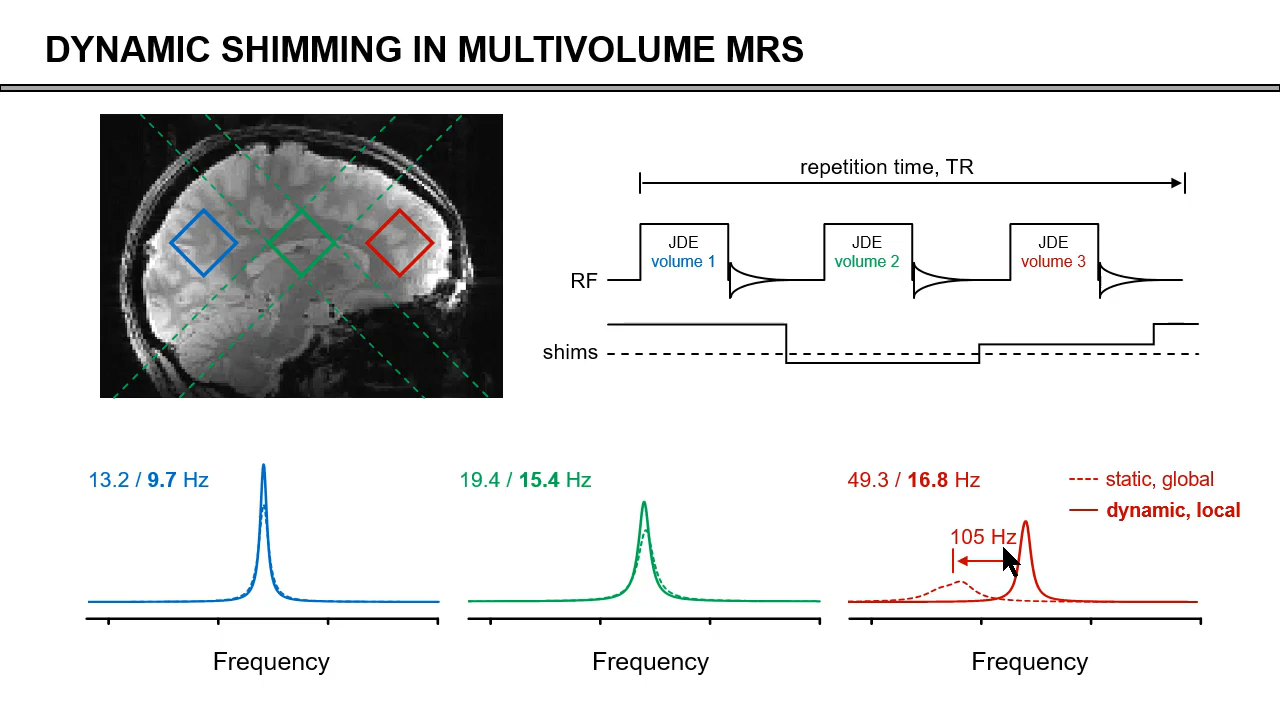 DYNAMIC SHIMMING IN MULTIVOLUME MRS
repetition time, TR
JDE
volume 1
JDE
volume 2
JDE
volume 3
RF
shims
13.2 / 9.7 Hz
19.4 / 15.4 Hz
49.3 / 16.8 Hz
static, global
dynamic, local
105 Hz
Frequency
Frequency
Frequency